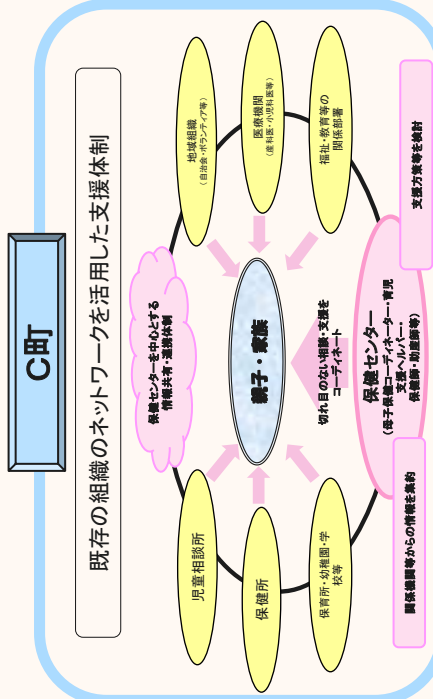 C町
既存の組織のネットワークを活用した支援体制
保健センターを中心とする
情報共有・連携体制
児童相談所
保健所
保育所・幼稚園・学
校等
地域組織
(自治会・ボランティア等)
医療機関
(産科医・小児科医等)
福祉・教育等の
関係部署
親子・家族
切れ目のない相談・支援を
コーディネート
保健センター
(母子保健コーディネーター・育児
支援ヘルパー・
保健師・助産師等)
関係機関等からの情報を集約
支援方策等を検討